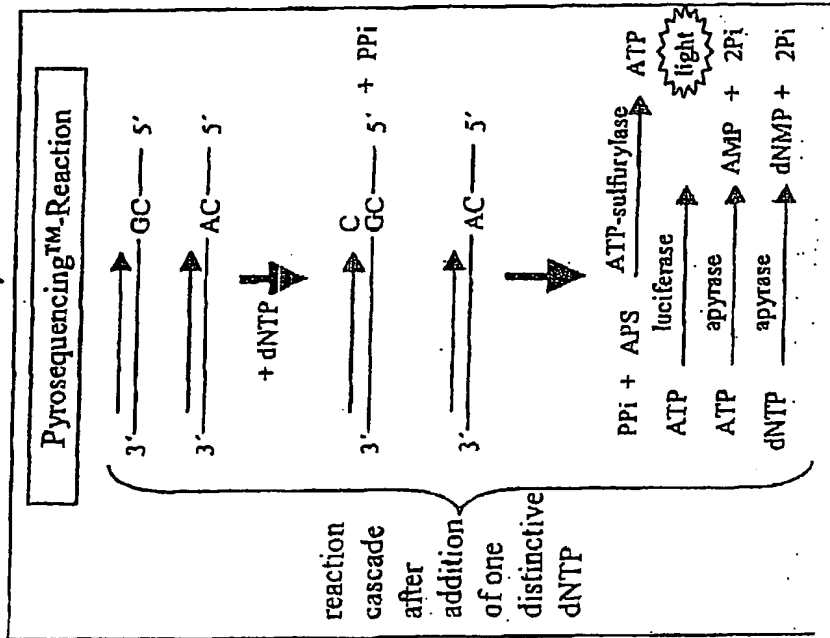 Pyrosequencing™-Reaction
3′ GC 5′
3′ AC 5′
+ dNTP
C
3′ GC 5′ + PPi
3′ AC 5′
PPi + APS ATP-sulfurylase ATP
ATP luciferase light
ATP apyrase AMP + 2Pi
dNTP apyrase dNMP + 2Pi
reaction
cascade
after
addition
of one
distinctive
dNTP